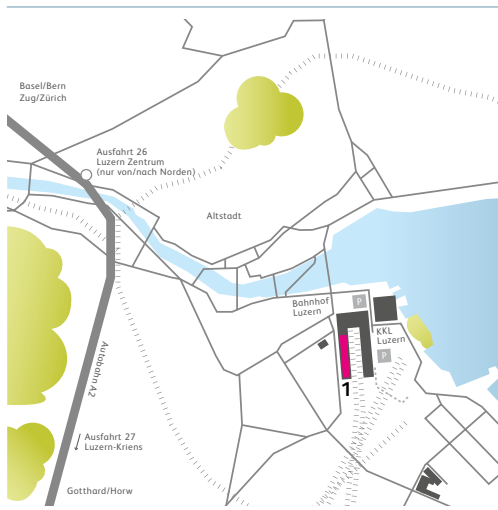 Basel/Bern
Zug/Zürich
Ausfahrt 26
Luzern Zentrum
(nur von/nach Norden)
Altstadt
Bahnhof
Luzern
P
KKL
Luzern
P
1
Autobahn A2
Ausfahrt 27
Luzern-Kriens
Gotthard/Horw